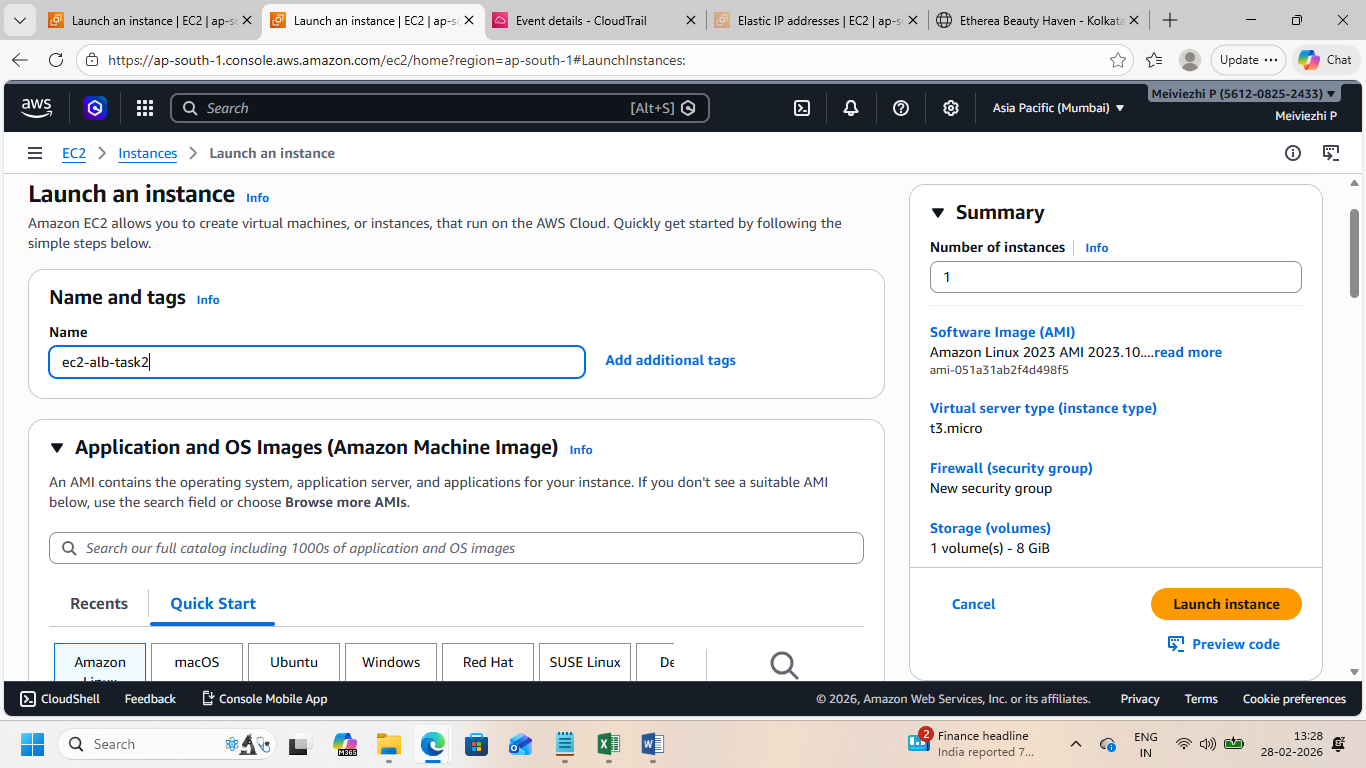 Launch an instance | EC2 | ap-s
Launch an instance | EC2 | ap-s
Event details - CloudTrail
Elastic IP addresses | EC2 | ap-s
Etherea Beauty Haven - Kolkata
https://ap-south-1.console.aws.amazon.com/ec2/home?region=ap-south-1#LaunchInstances:
Update
Chat
aws
Search
[Alt+S]
Asia Pacific (Mumbai)
Meiviezhi P (5612-0825-2433)
Meiviezhi P
EC2
Instances
Launch an instance
Launch an instance
Info
Amazon EC2 allows you to create virtual machines, or instances, that run on the AWS Cloud. Quickly get started by following the
simple steps below.
Name and tags
Info
Name
ec2-alb-task2
Add additional tags
Application and OS Images (Amazon Machine Image)
Info
An AMI contains the operating system, application server, and applications for your instance. If you don't see a suitable AMI
below, use the search field or choose Browse more AMIs.
Search our full catalog including 1000s of application and OS images
Recents
Quick Start
Amazon
Linux
macOS
Ubuntu
Windows
Red Hat
SUSE Linux
De
Summary
Number of instances
Info
1
Software Image (AMI)
Amazon Linux 2023 AMI 2023.10....read more
ami-051a31ab2f4d498f5
Virtual server type (instance type)
t3.micro
Firewall (security group)
New security group
Storage (volumes)
1 volume(s) - 8 GiB
Cancel
Launch instance
Preview code
CloudShell
Feedback
Console Mobile App
© 2026, Amazon Web Services, Inc. or its affiliates.
Privacy
Terms
Cookie preferences
Search
M365
2
Finance headline
India reported 7...
ENG
IN
13:28
28-02-2026